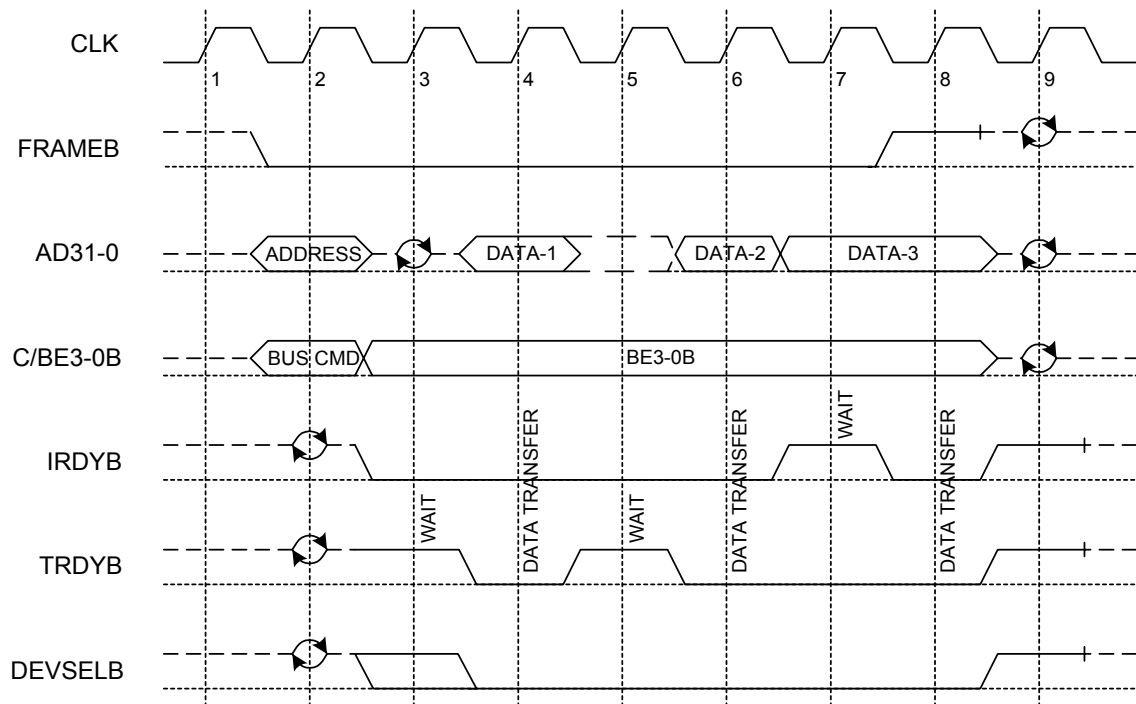 CLK
1 2 3 4 5 6 7 8 9
FRAMEB
AD31-0
ADDRESS DATA-1 DATA-2 DATA-3
C/BE3-0B
BUS CMD BE3-0B
IRDYB
DATA TRANSFER
DATA TRANSFER
WAIT
DATA TRANSFER
TRDYB
WAIT
WAIT
DEVSELB